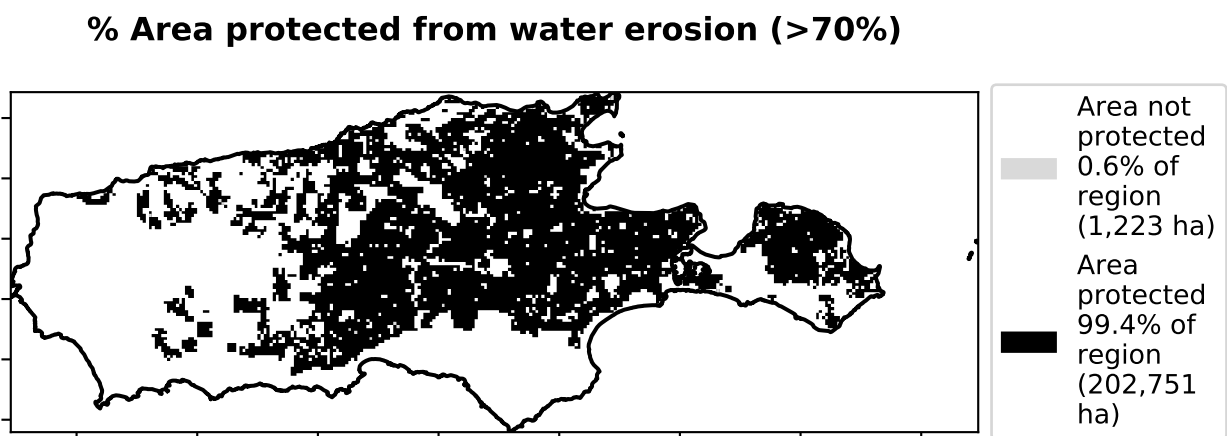 % Area protected from water erosion (>70%)
Area not
protected
0.6% of
region
(1,223 ha)
Area
protected
99.4% of
region
(202,751
ha)